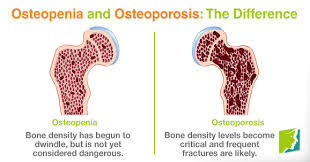 Osteopenia and Osteoporosis: The Difference
Osteopenia
Bone density has begun to
dwindle, but is not yet
considered dangerous.
Osteoporosis
Bone density levels become
critical and frequent
fractures are likely.